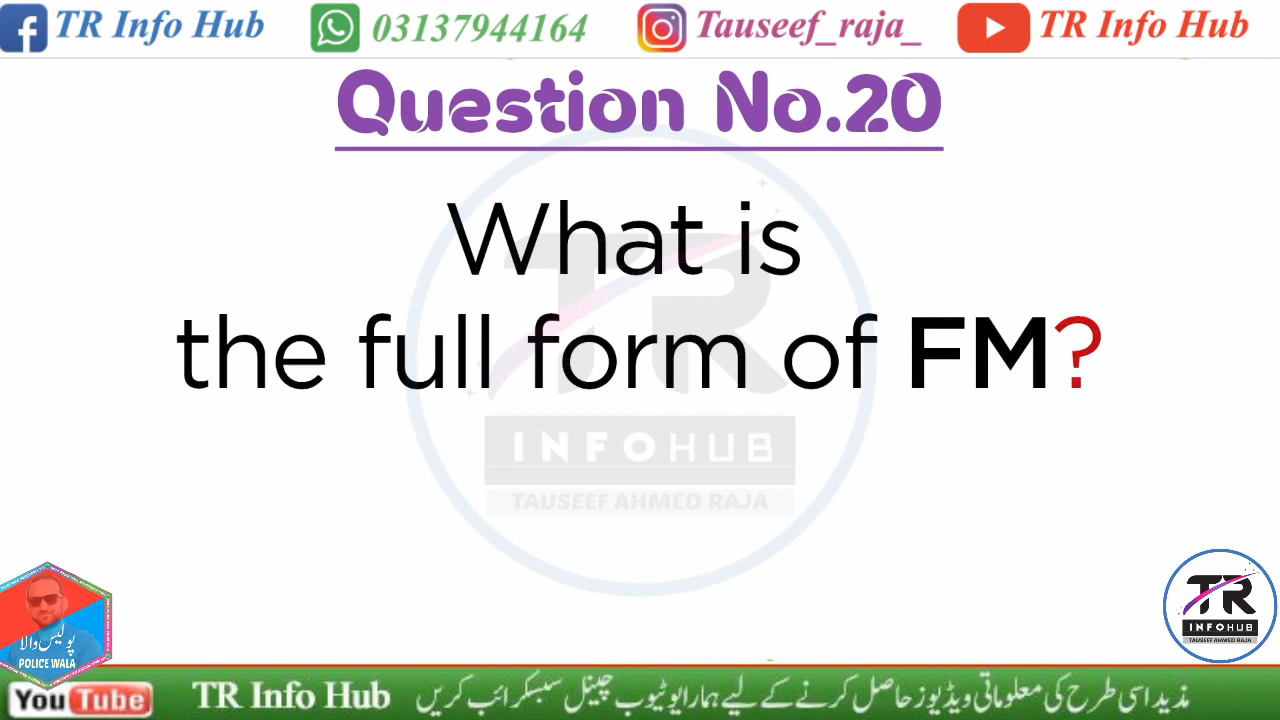 TR Info Hub
03137944164
Tauseef_raja_
TR Info Hub
Question No.20
What is
the full form of FM?
TR
INFOHUB
TAUSEEF AHMED RAJA
پولیس والا
POLICE WALA
TR
INFOHUB
TAUSEEF AHMED RAJA
YouTube
TR Info Hub
مذید اسی طرح کی معلوماتی ویڈیوز حاصل کرنے کے لیے ہمارا یوٹیوب چینل سبسکرائب کریں